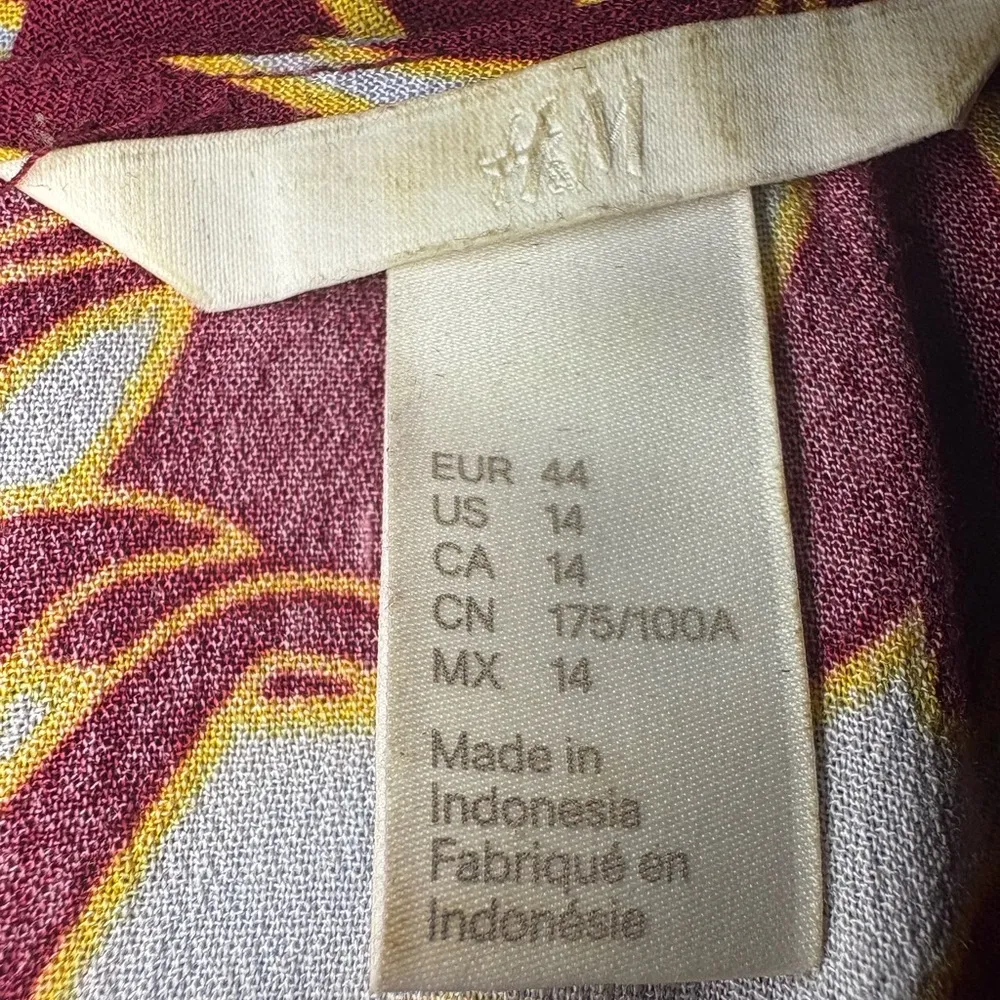 H&M
EUR 44
US 14
CA 14
CN 175/100A
MX 14
Made in
Indonesia
Fabriqué en
Indonésie